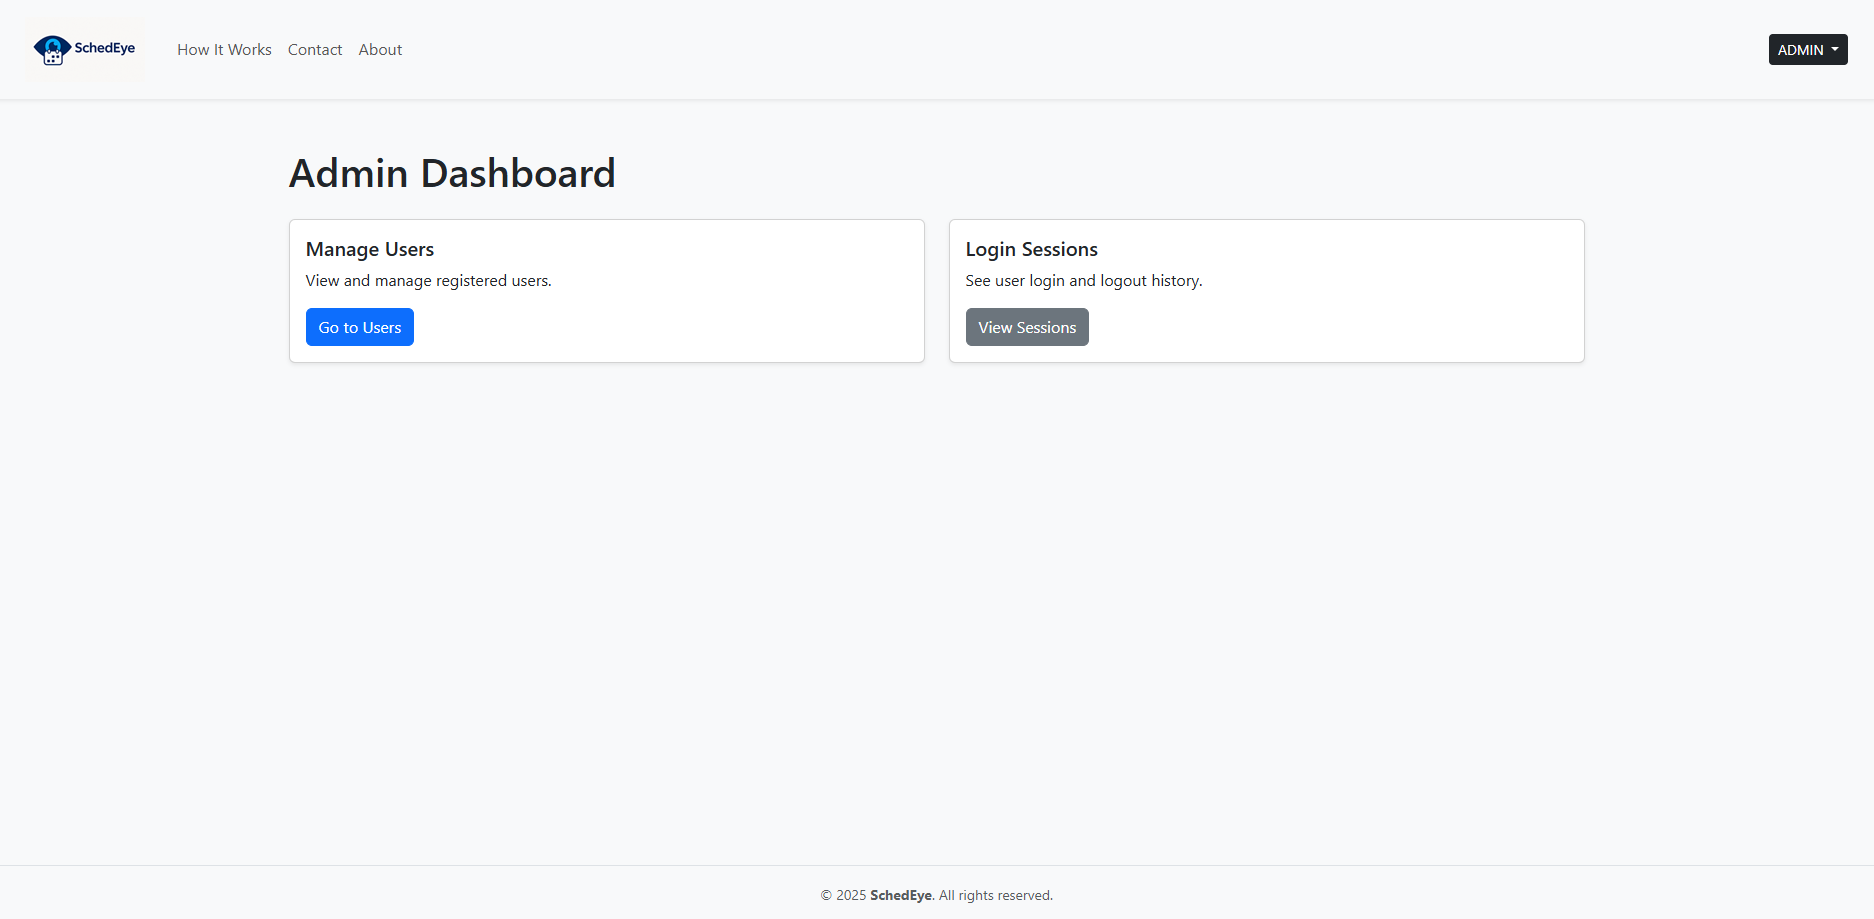 SchedEye
How It Works
Contact
About
ADMIN
Admin Dashboard
Manage Users
View and manage registered users.
Go to Users
Login Sessions
See user login and logout history.
View Sessions
© 2025 SchedEye. All rights reserved.